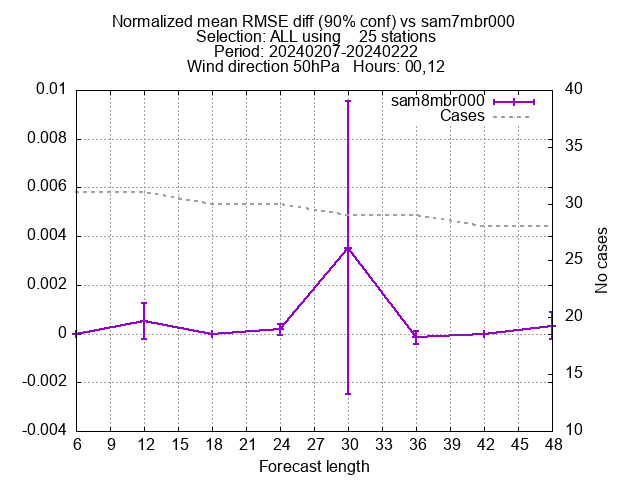 Normalized mean RMSE diff (90% conf) vs sam7mbr000
Selection: ALL using    25 stations
Period: 20240207-20240222
Wind direction 50hPa   Hours: 00,12
sam8mbr000
Cases
0.01
0.008
0.006
0.004
0.002
0
-0.002
-0.004
40
35
30
25
20
15
10
No cases
6 9 12 15 18 21 24 27 30 33 36 39 42 45 48
Forecast length